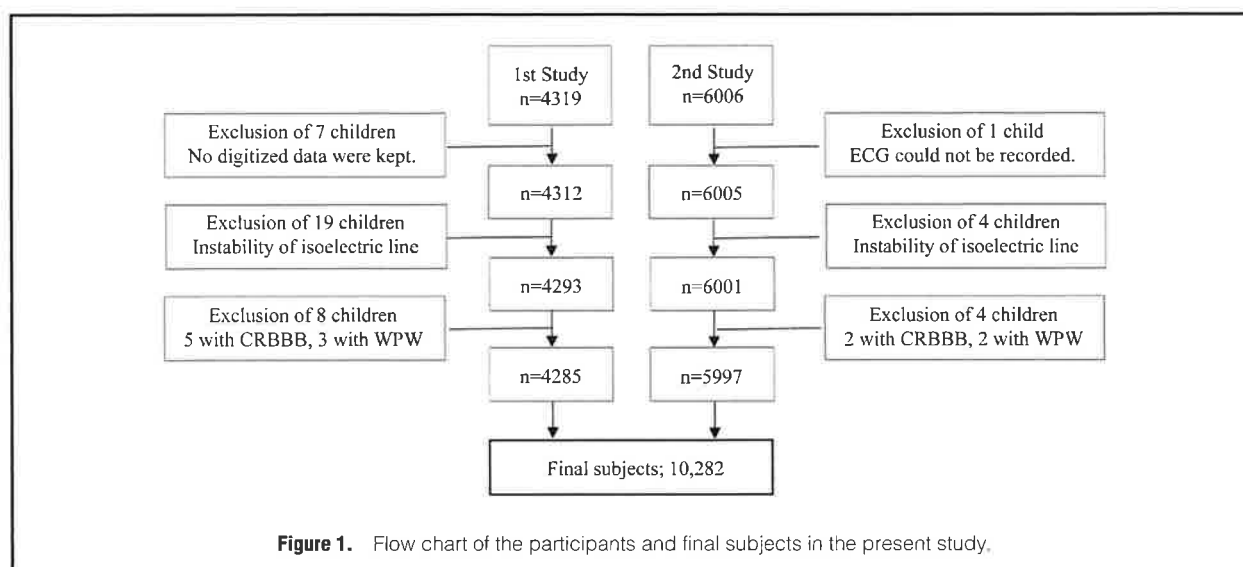 1st Study
n=4319
2nd Study
n=6006
Exclusion of 7 children
No digitized data were kept.
Exclusion of 1 child
ECG could not be recorded.
n=4312
n=6005
Exclusion of 19 children
Instability of isoelectric line
Exclusion of 4 children
Instability of isoelectric line
n=4293
n=6001
Exclusion of 8 children
5 with CRBBB, 3 with WPW
Exclusion of 4 children
2 with CRBBB, 2 with WPW
n=4285
n=5997
Final subjects; 10,282
Figure 1. Flow chart of the participants and final subjects in the present study.